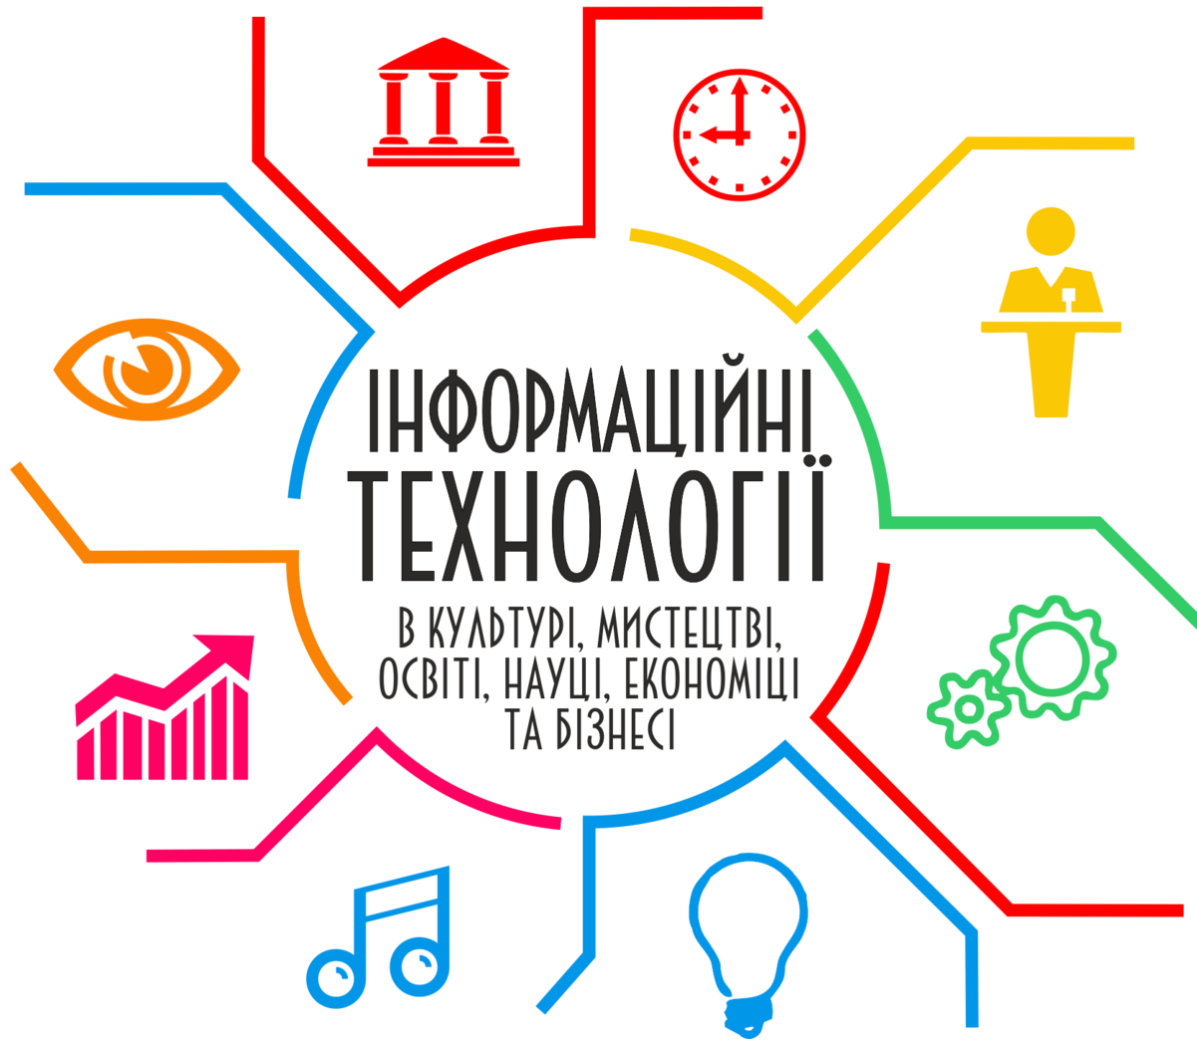 ІНФОРМАЦІЙНІ
ТЕХНОЛОГІЇ
В КУЛЬТУРІ, МИСТЕЦТВІ,
ОСВІТІ, НАУЦІ, ЕКОНОМІЦІ
ТА БІЗНЕСІ